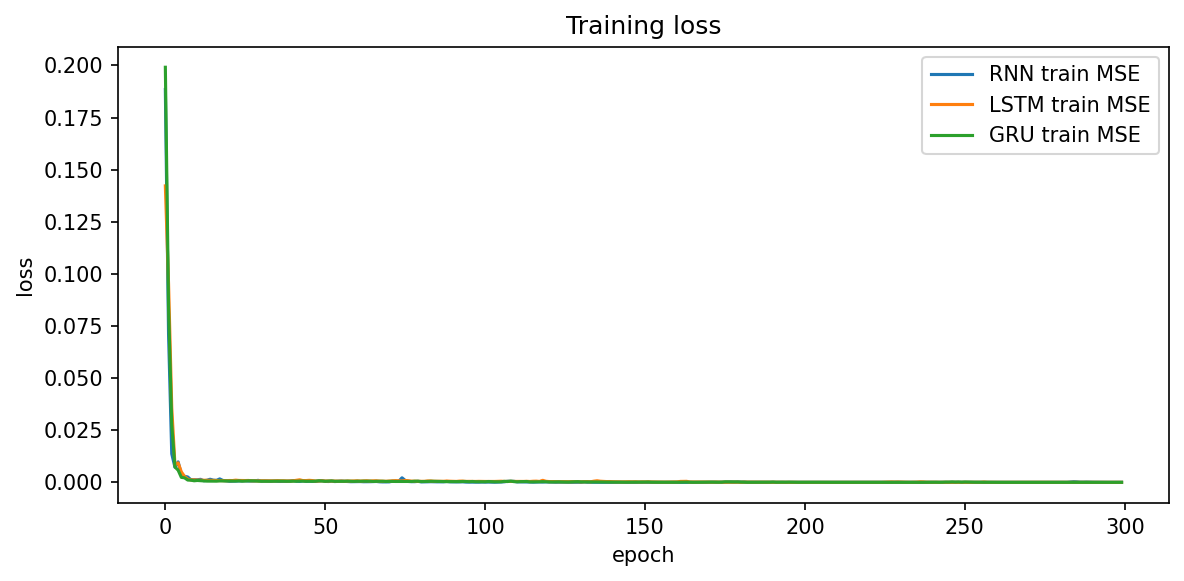 Training loss
0.200
0.175
0.150
0.125
0.100
0.075
0.050
0.025
0.000
loss
RNN train MSE
LSTM train MSE
GRU train MSE
0 50 100 150 200 250 300
epoch